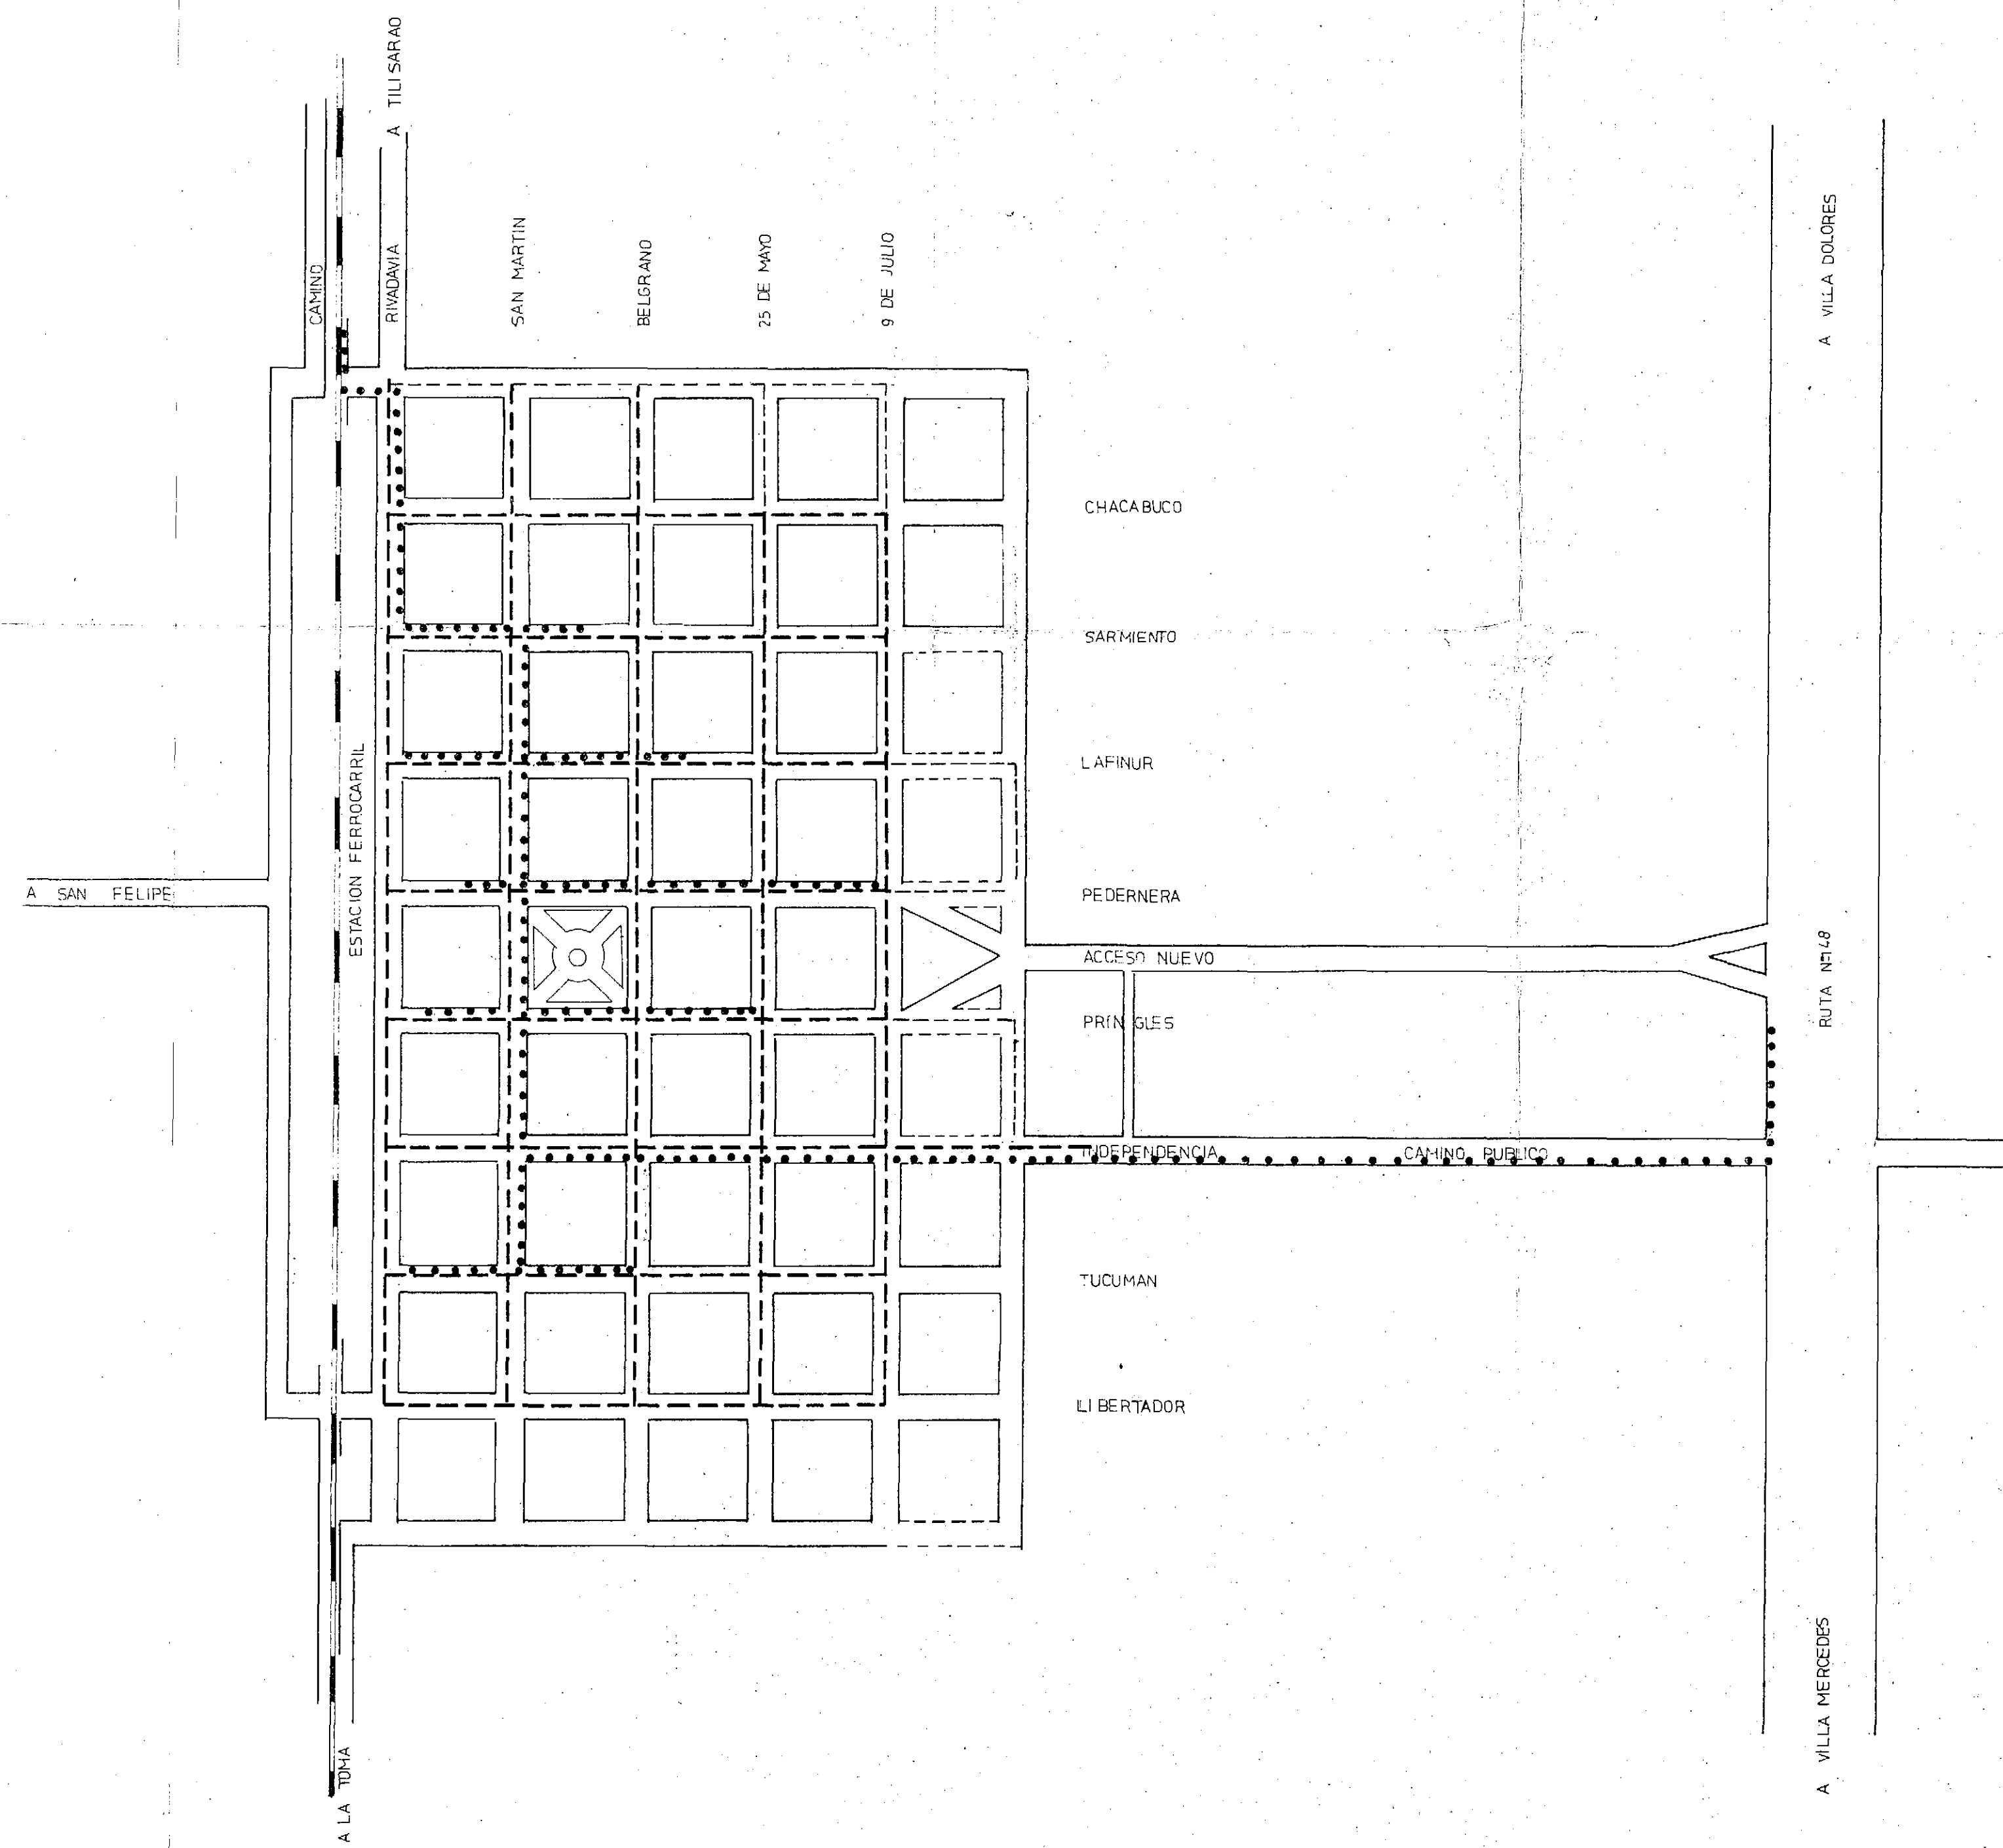 A TILISARAO
CAMINO
RIVADAVIA
SAN MARTIN
BELGRANO
25 DE MAYO
9 DE JULIO
A VILLA DOLORES
CHACABUCO
SARMIENTO
LAFINUR
ESTACION FERROCARRIL
A SAN FELIPE
PEDERNERA
ACCESO NUEVO
RUTA Nº148
PRINGLES
INDEPENDENCIA
CAMINO PUBLICO
TUCUMAN
LIBERTADOR
A VILLA MERCEDES
A LA TOMA